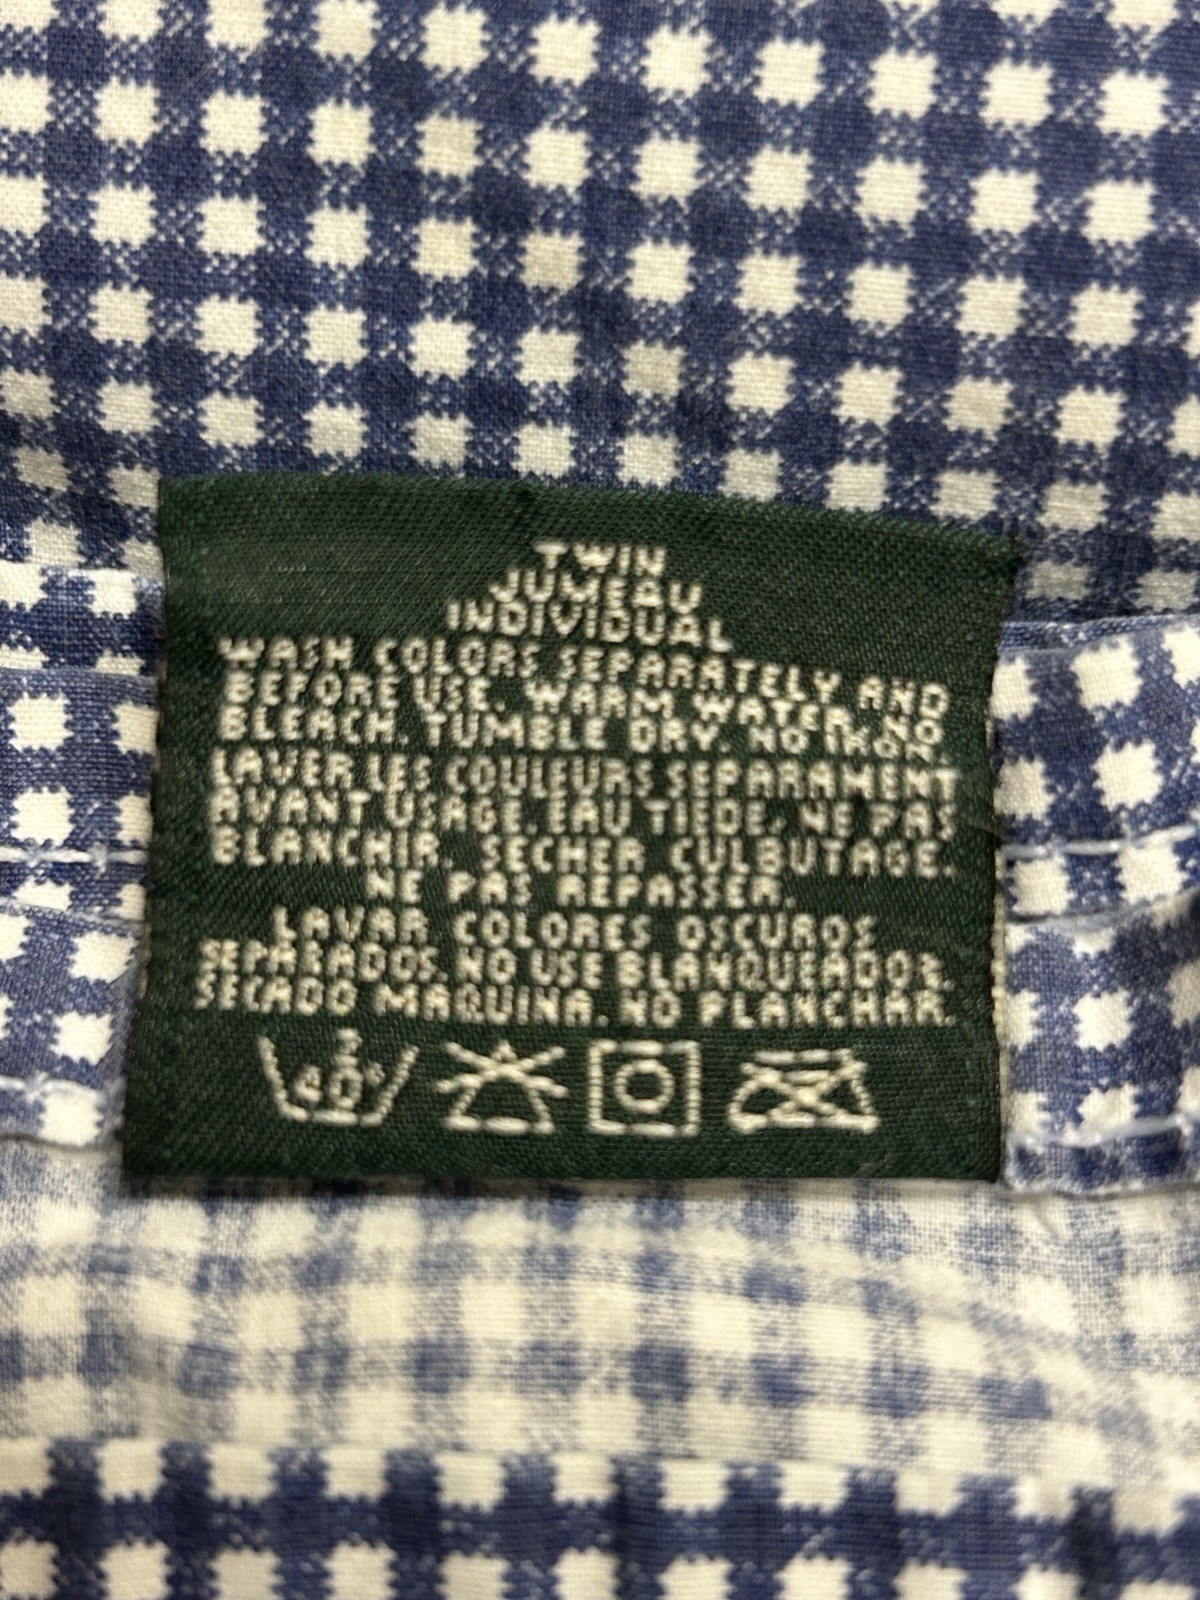 TWIN
JUMEAU
INDIVIDUAL
WASH COLORS SEPARATELY AND
BEFORE USE. WARM WATER. NO
BLEACH. TUMBLE DRY. NO IRON
LAVER LES COULEURS SEPARAMENT
AVANT USAGE. EAU TIEDE. NE PAS
BLANCHIR. SECHER CULBUTAGE.
NE PAS REPASSER.
LAVAR COLORES OSCUROS
SEPREADOS. NO USE BLANQUEADOR.
SECADO MAQUINA. NO PLANCHAR.
40°